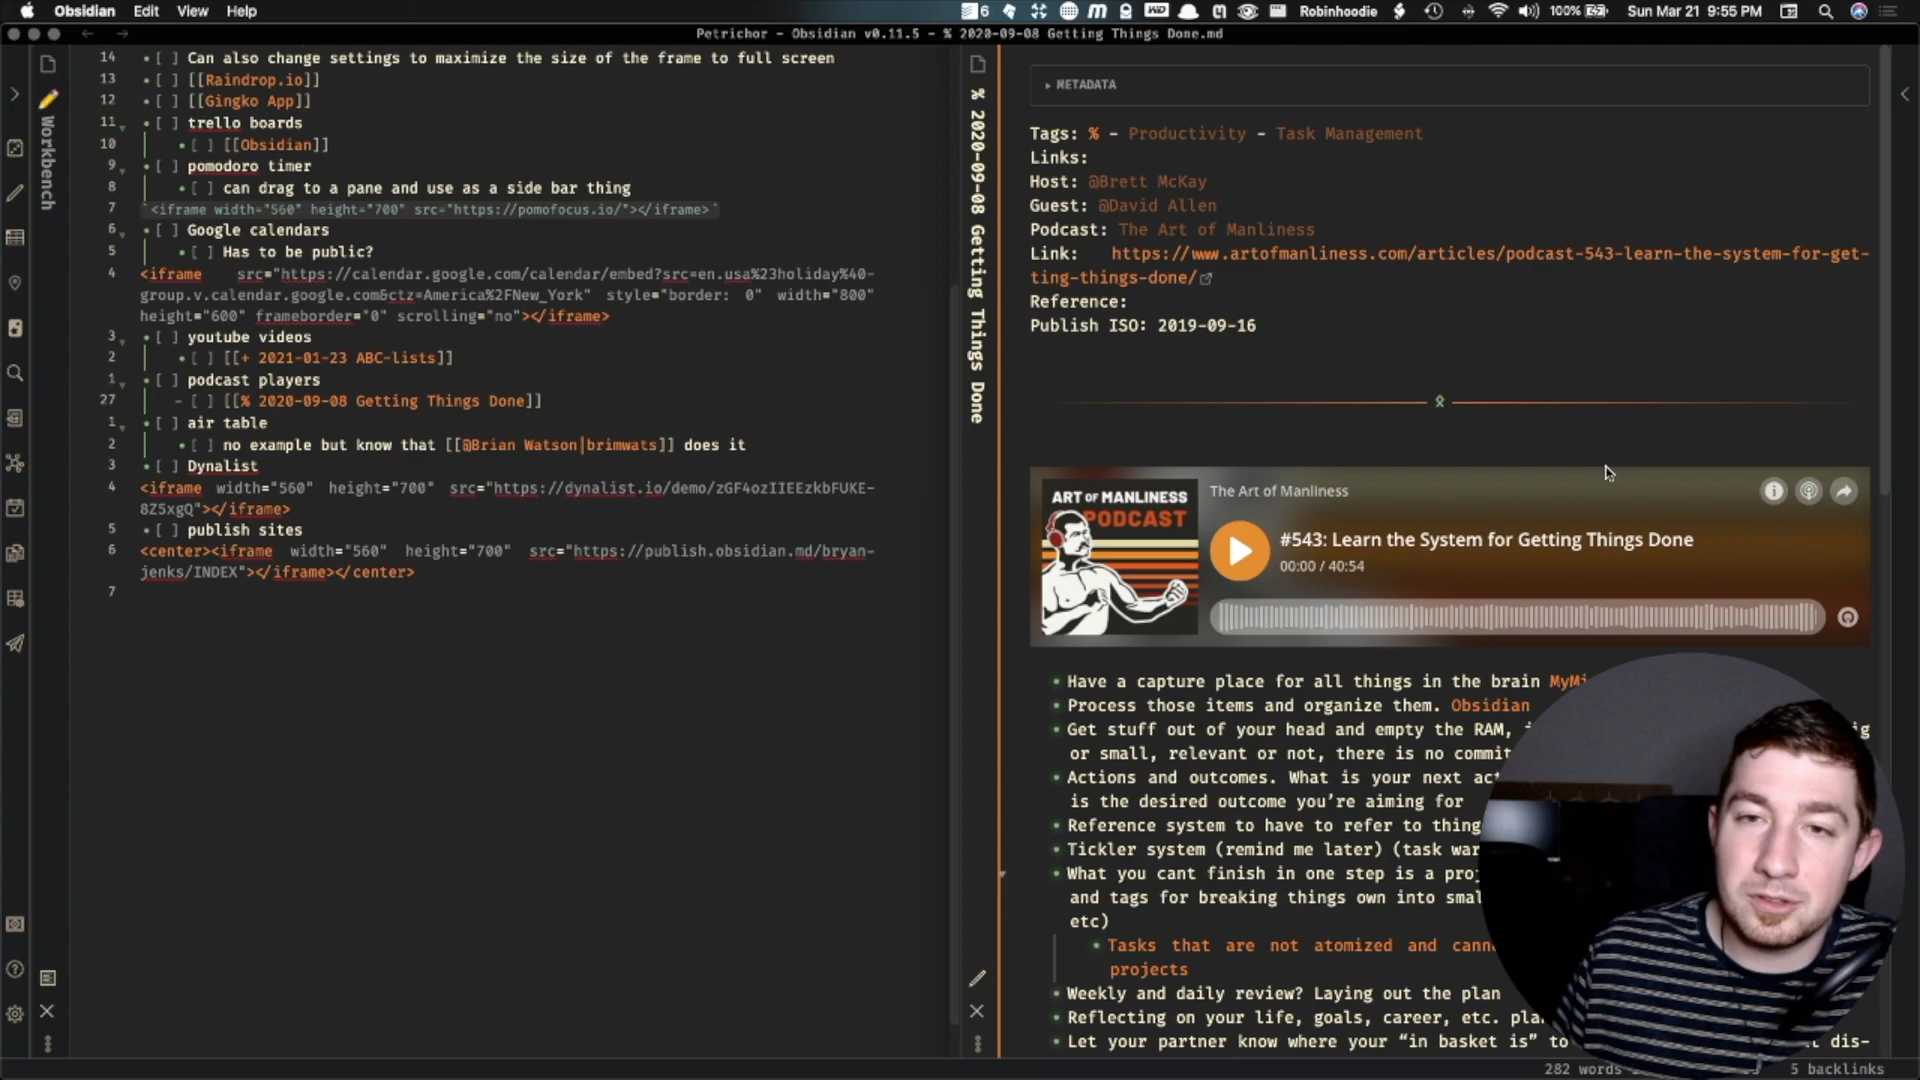 Obsidian Edit View Help
6 Robinhoodie 100% Sun Mar 21 9:55 PM
Petrichor - Obsidian v0.11.5 - % 2020-09-08 Getting Things Done.md
Workbench
14 • [ ] Can also change settings to maximize the size of the frame to full screen
13 • [ ] [[Raindrop.io]]
12 • [ ] [[Gingko App]]
11 • [ ] trello boards
10 • [ ] [[Obsidian]]
9 • [ ] pomodoro timer
8 • [ ] can drag to a pane and use as a side bar thing
7 `<iframe width="560" height="700" src="https://pomofocus.io/"></iframe>`
6 • [ ] Google calendars
5 • [ ] Has to be public?
4 <iframe src="https://calendar.google.com/calendar/embed?src=en.usa%23holiday%40-
group.v.calendar.google.com&ctz=America%2FNew_York" style="border: 0" width="800"
height="600" frameborder="0" scrolling="no"></iframe>
3 • [ ] youtube videos
2 • [ ] [[+ 2021-01-23 ABC-lists]]
1 • [ ] podcast players
27 - [ ] [[% 2020-09-08 Getting Things Done]]
1 • [ ] air table
2 • [ ] no example but know that [[@Brian Watson|brimwats]] does it
3 • [ ] Dynalist
4 <iframe width="560" height="700" src="https://dynalist.io/demo/zGF4ozIIEEzkbFUKE-
8Z5xgQ"></iframe>
5 • [ ] publish sites
6 <center><iframe width="560" height="700" src="https://publish.obsidian.md/bryan-
jenks/INDEX"></iframe></center>
7
% 2020-09-08 Getting Things Done
METADATA
Tags: % - Productivity - Task Management
Links:
Host: @Brett McKay
Guest: @David Allen
Podcast: The Art of Manliness
Link: https://www.artofmanliness.com/articles/podcast-543-learn-the-system-for-get-
ting-things-done/
Reference:
Publish ISO: 2019-09-16
ART OF MANLINESS
PODCAST
The Art of Manliness
#543: Learn the System for Getting Things Done
00:00 / 40:54
• Have a capture place for all things in the brain MyMi
• Process those items and organize them. Obsidian
• Get stuff out of your head and empty the RAM, ig
or small, relevant or not, there is no commit
• Actions and outcomes. What is your next act
is the desired outcome you're aiming for
• Reference system to have to refer to thing
• Tickler system (remind me later) (task war
• What you cant finish in one step is a proj
and tags for breaking things own into smal
etc)
• Tasks that are not atomized and cann
projects
• Weekly and daily review? Laying out the plan
• Reflecting on your life, goals, career, etc. pla
• Let your partner know where your "in basket is" to dis-
282 words 5 backlinks